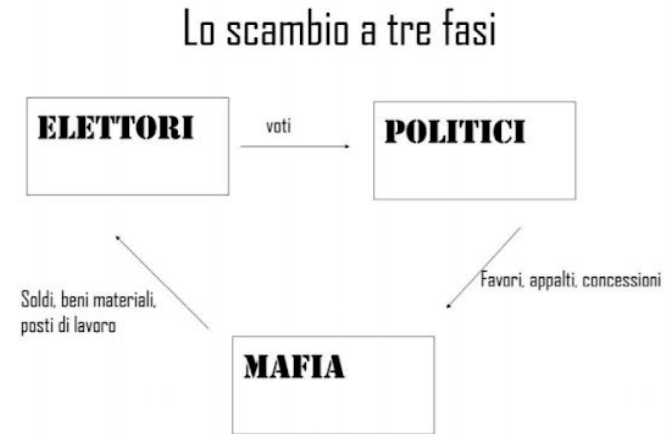 Lo scambio a tre fasi
ELETTORI
voti
POLITICI
Favori, appalti, concessioni
Soldi, beni materiali,
posti di lavoro
MAFIA